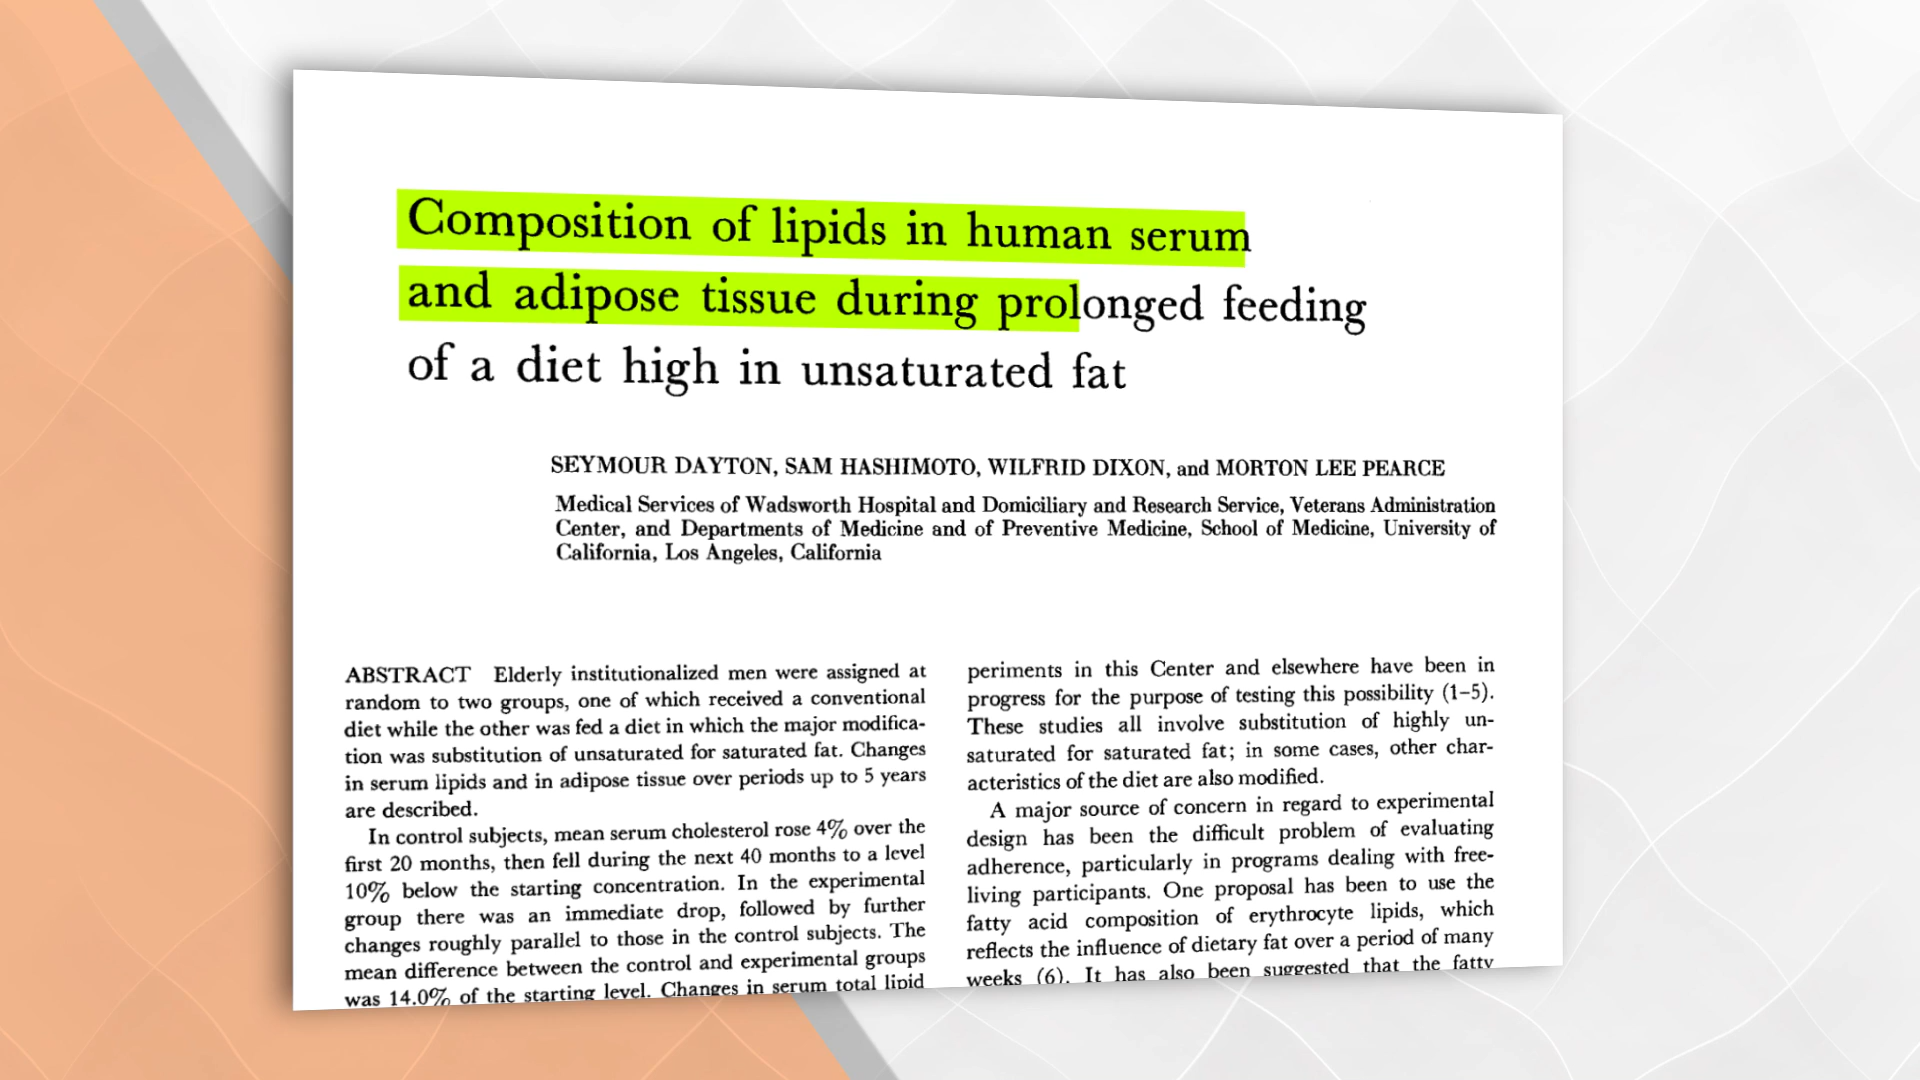 Composition of lipids in human serum
and adipose tissue during prolonged feeding
of a diet high in unsaturated fat
SEYMOUR DAYTON, SAM HASHIMOTO, WILFRID DIXON, and MORTON LEE PEARCE
Medical Services of Wadsworth Hospital and Domiciliary and Research Service, Veterans Administration
Center, and Departments of Medicine and of Preventive Medicine, School of Medicine, University of
California, Los Angeles, California
ABSTRACT Elderly institutionalized men were assigned at
random to two groups, one of which received a conventional
diet while the other was fed a diet in which the major modifica-
tion was substitution of unsaturated for saturated fat. Changes
in serum lipids and in adipose tissue over periods up to 5 years
are described.
In control subjects, mean serum cholesterol rose 4% over the
first 20 months, then fell during the next 40 months to a level
10% below the starting concentration. In the experimental
group there was an immediate drop, followed by further
changes roughly parallel to those in the control subjects. The
mean difference between the control and experimental groups
was 14.0% of the starting level. Changes in serum total lipid
periments in this Center and elsewhere have been in
progress for the purpose of testing this possibility (1–5).
These studies all involve substitution of highly un-
saturated for saturated fat; in some cases, other char-
acteristics of the diet are also modified.
A major source of concern in regard to experimental
design has been the difficult problem of evaluating
adherence, particularly in programs dealing with free-
living participants. One proposal has been to use the
fatty acid composition of erythrocyte lipids, which
reflects the influence of dietary fat over a period of many
weeks (6). It has also been suggested that the fatty